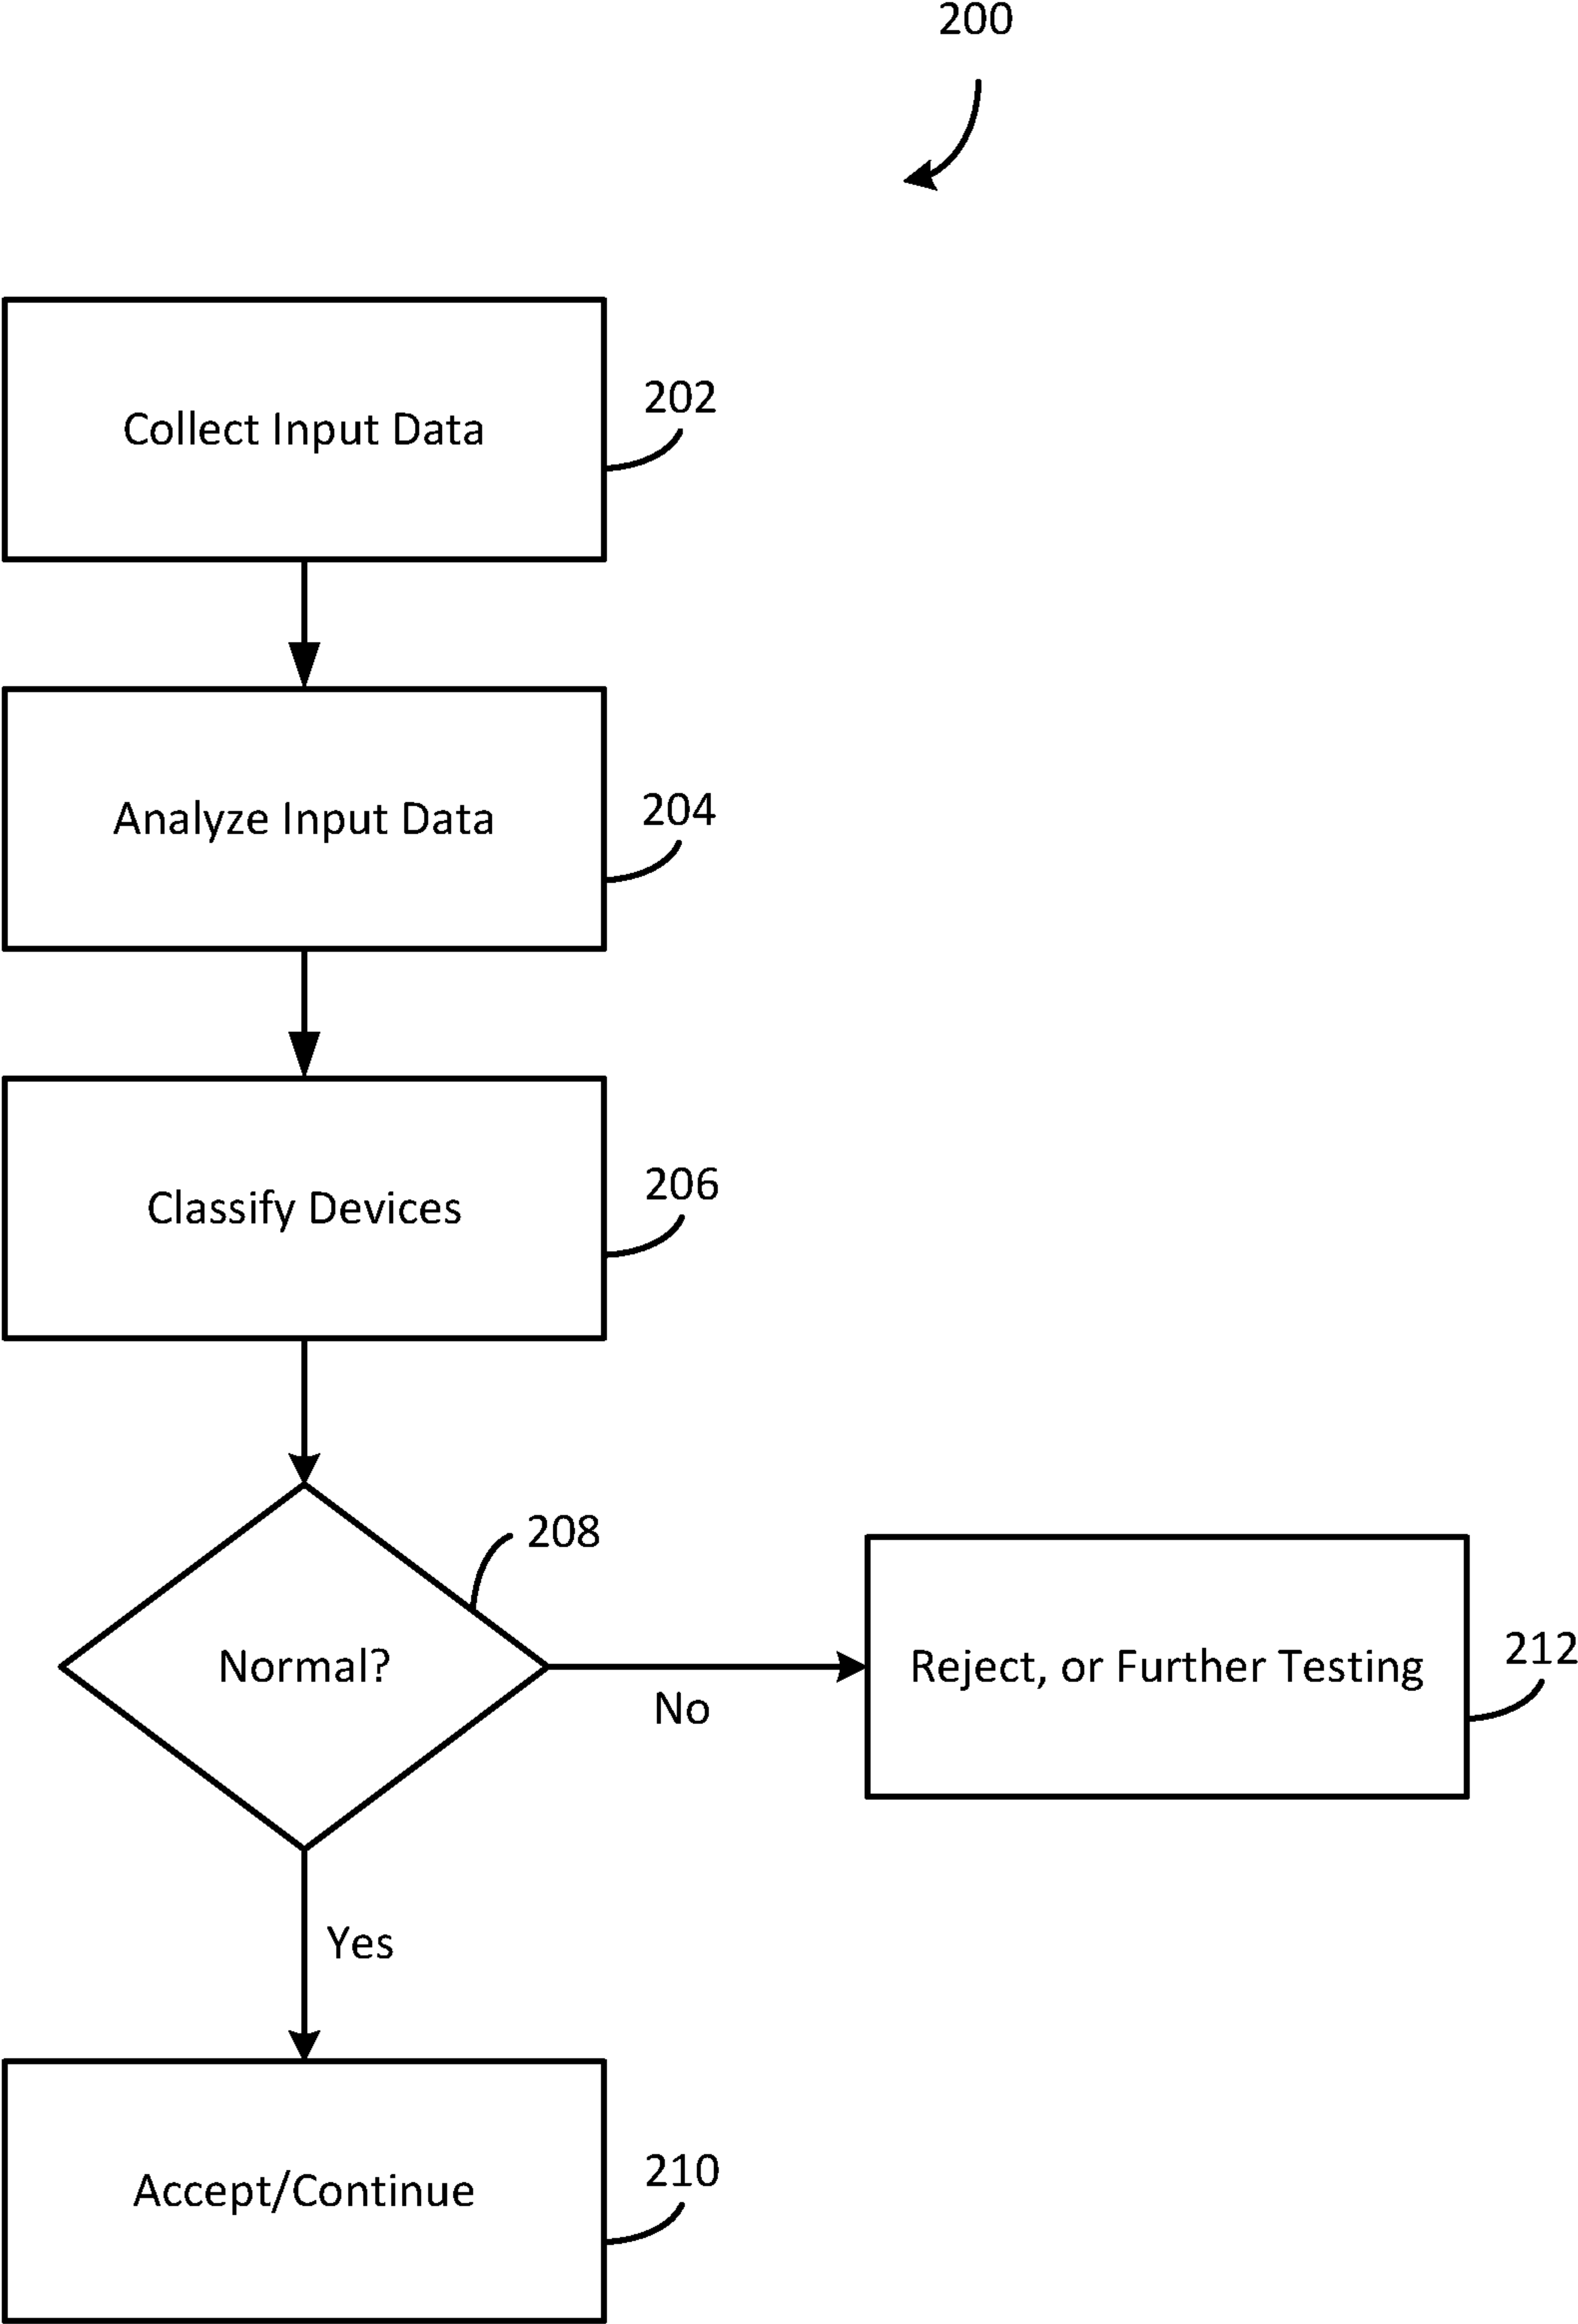 200
Collect Input Data
202
Analyze Input Data
204
Classify Devices
206
208
Normal?
No
Reject, or Further Testing
212
Yes
Accept/Continue
210